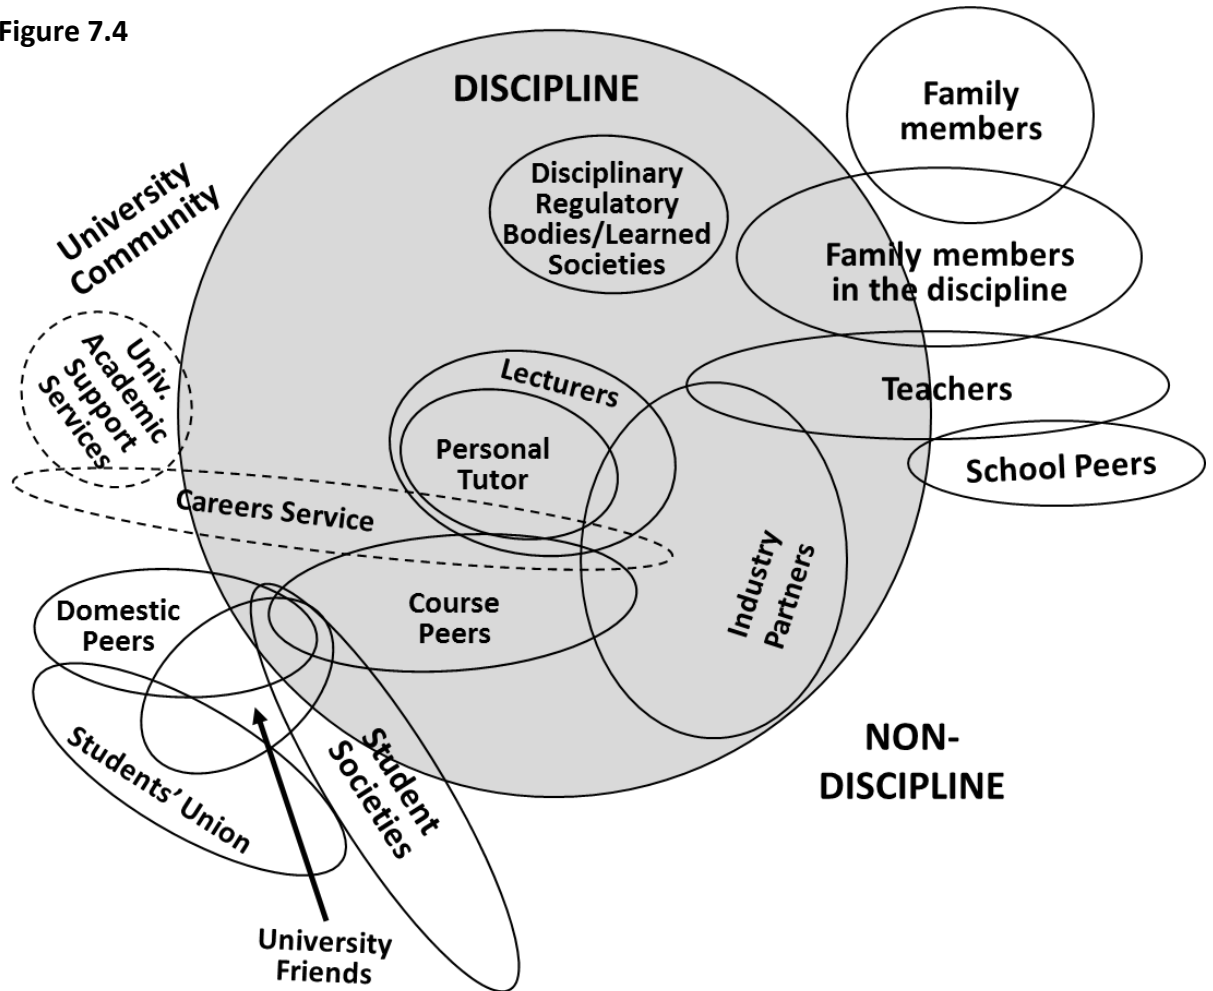 Figure 7.4
DISCIPLINE
Family
members
Disciplinary
Regulatory
Bodies/Learned
Societies
University
Community
Family members
in the discipline
Univ.
Academic
Support
Services
Lecturers
Teachers
Personal
Tutor
School Peers
Careers Service
Industry
Partners
Domestic
Peers
Course
Peers
Students' Union
Student
Societies
NON-
DISCIPLINE
University
Friends